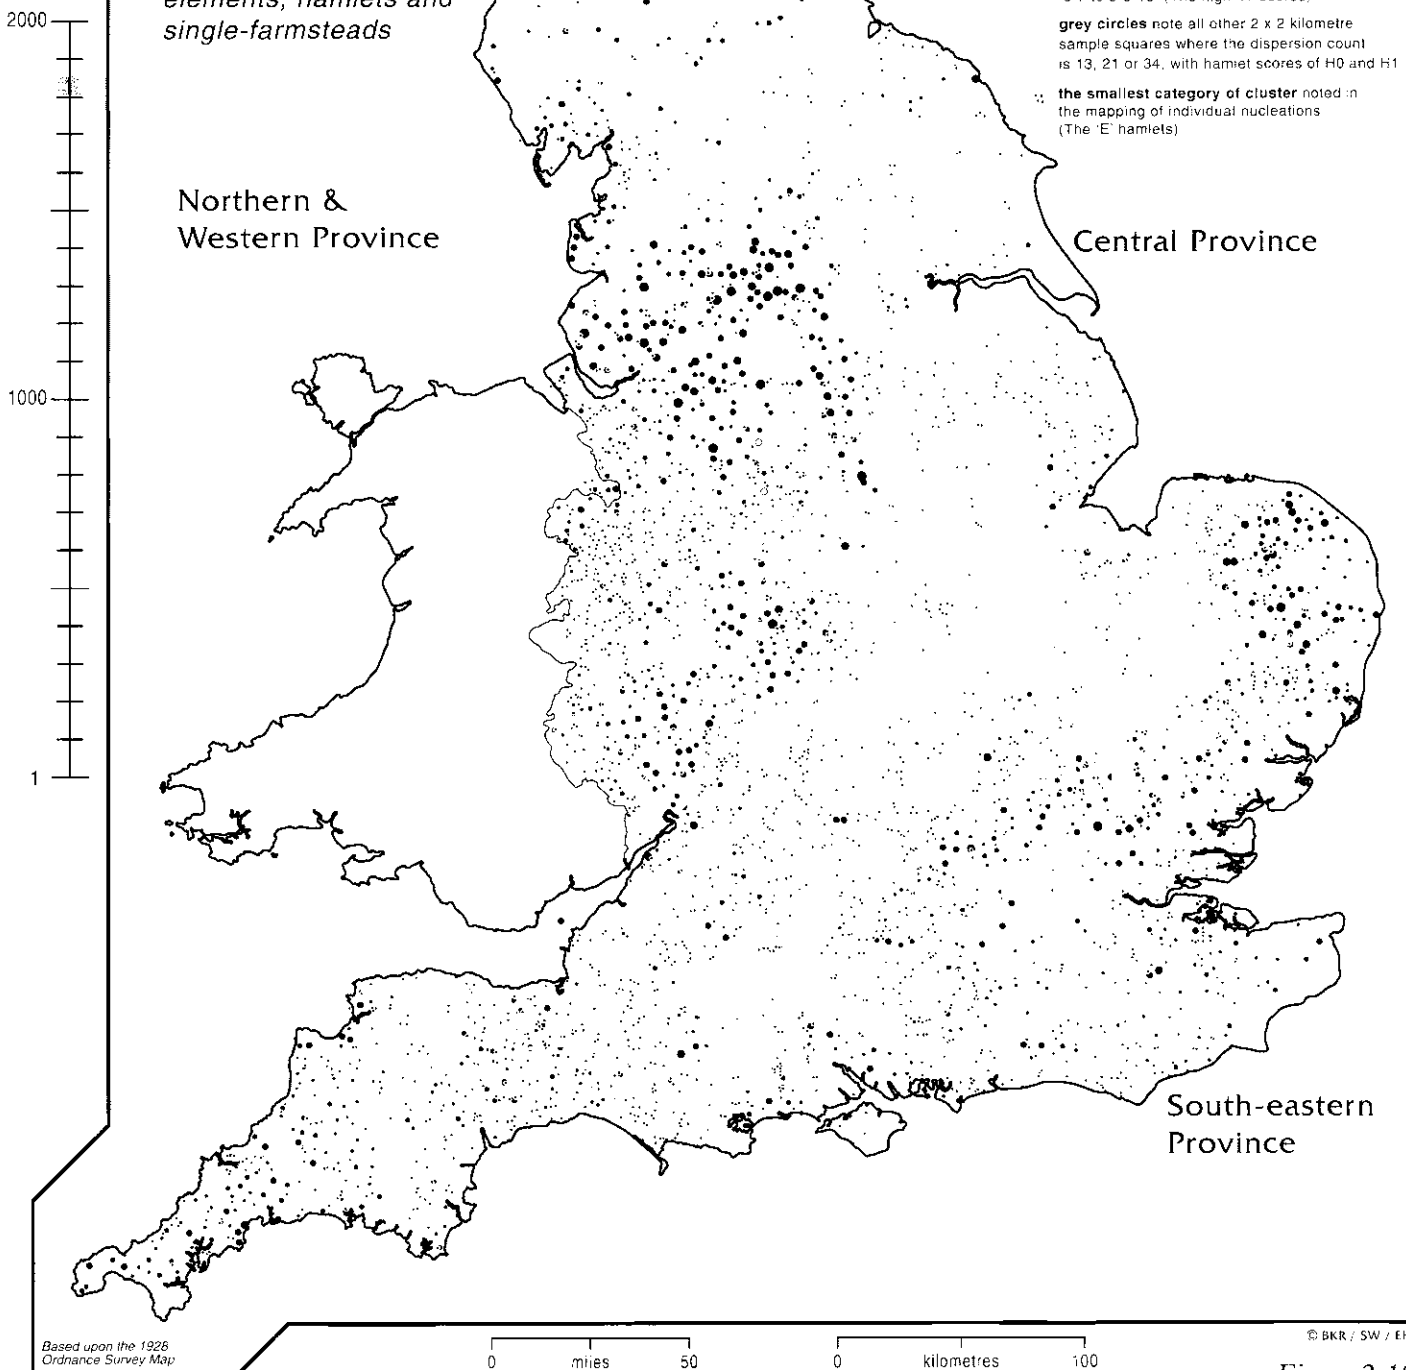 elements, hamlets and
single-farmsteads
2000
1000
1
grey circles note all other 2 x 2 kilometre
sample squares where the dispersion count
is 13, 21 or 34, with hamlet scores of H0 and H1
the smallest category of cluster noted in
the mapping of individual nucleations
(The 'E' hamlets)
Northern &
Western Province
Central Province
South-eastern
Province
Based upon the 1928
Ordnance Survey Map
0 miles 50
0 kilometres 100
© BKR / SW /